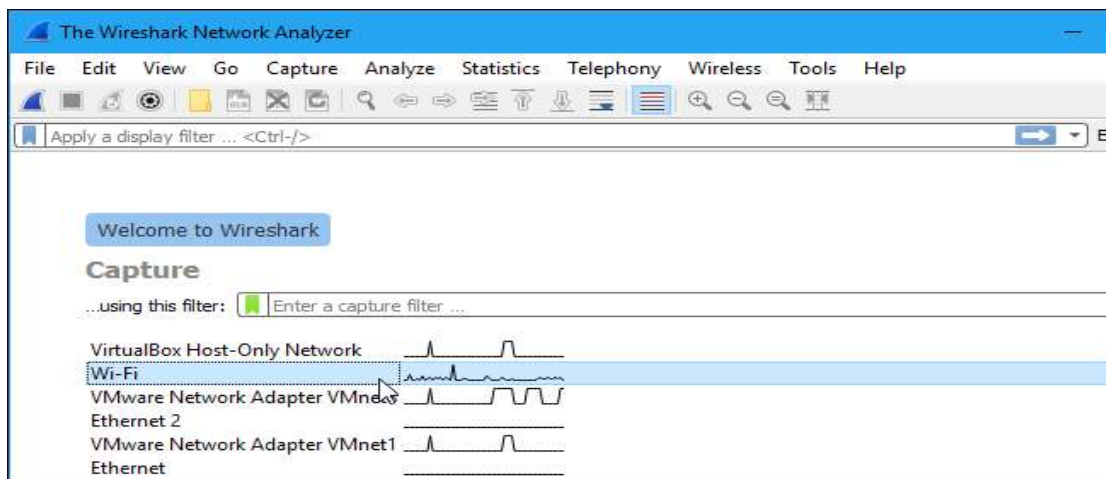 The Wireshark Network Analyzer
File Edit View Go Capture Analyze Statistics Telephony Wireless Tools Help
Apply a display filter ... <Ctrl-/>
Welcome to Wireshark
Capture
...using this filter: Enter a capture filter ...
VirtualBox Host-Only Network
Wi-Fi
VMware Network Adapter
Ethernet 2
VMware Network Adapter VMnet1
Ethernet